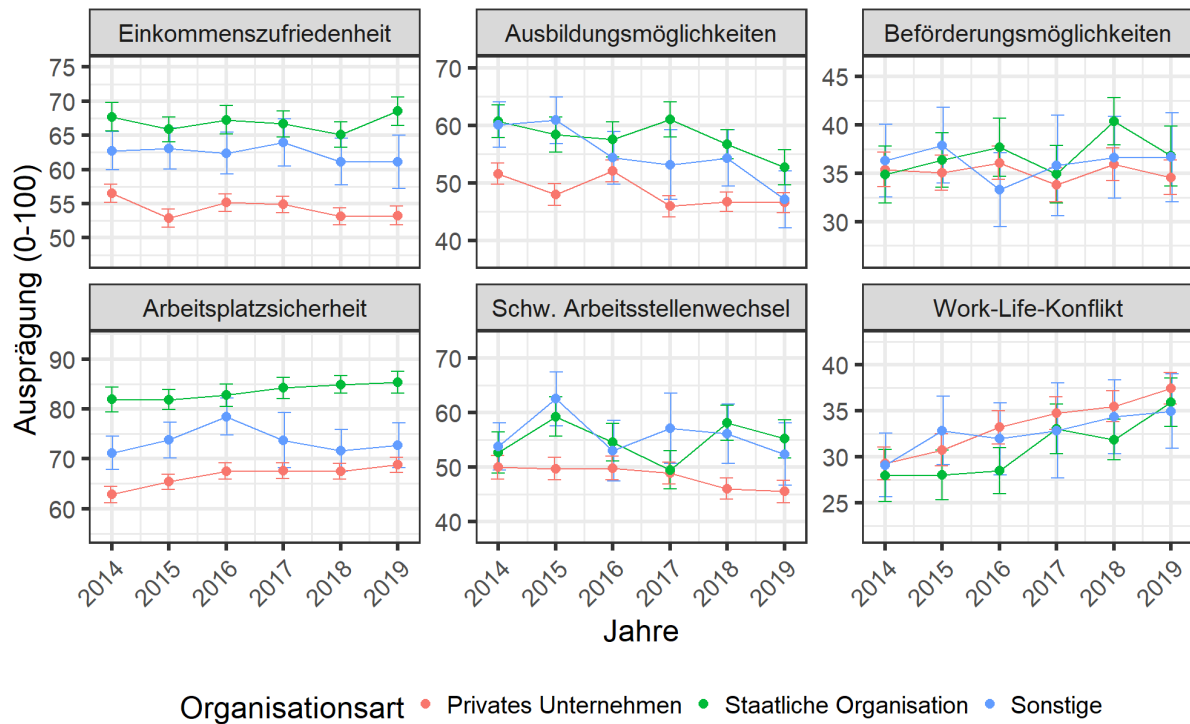 Einkommenszufriedenheit
Ausbildungsmöglichkeiten
Beförderungsmöglichkeiten
75
70
65
60
55
50
70
60
50
40
45
40
35
30
Ausprägung (0-100)
Arbeitsplatzsicherheit
Schw. Arbeitsstellenwechsel
Work-Life-Konflikt
90
80
70
60
70
60
50
40
40
35
30
25
2014 2015 2016 2017 2018 2019
2014 2015 2016 2017 2018 2019
2014 2015 2016 2017 2018 2019
Jahre
Organisationsart Privates Unternehmen Staatliche Organisation Sonstige